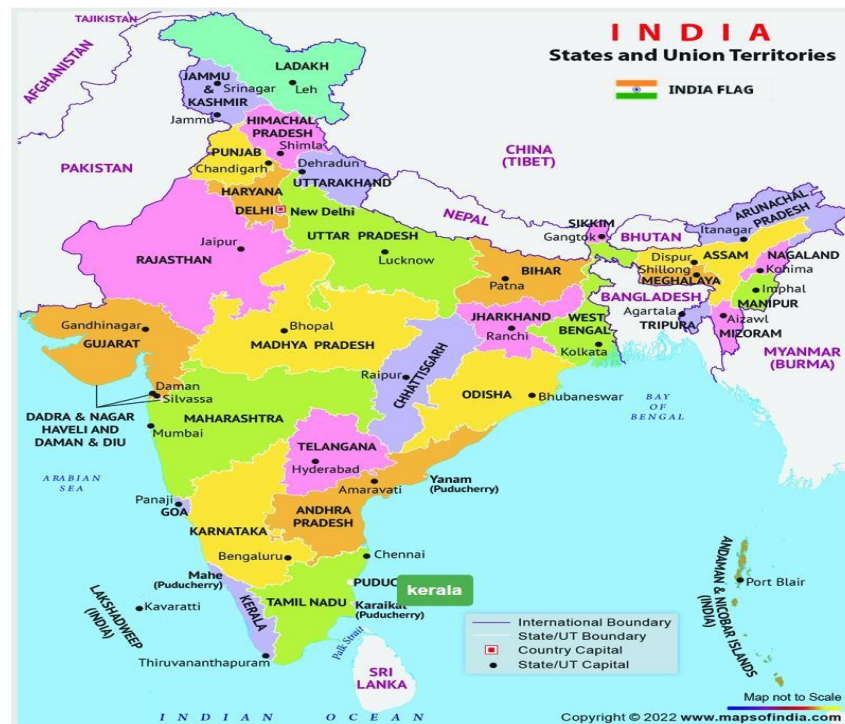 TAJIKISTAN
AFGHANISTAN
INDIA
States and Union Territories
INDIA FLAG
LADAKH
Leh
JAMMU
&
KASHMIR
Srinagar
Jammu
HIMACHAL
PRADESH
Shimla
PUNJAB
Chandigarh
Dehradun
UTTARAKHAND
HARYANA
DELHI
New Delhi
PAKISTAN
CHINA
(TIBET)
NEPAL
SIKKIM
Gangtok
BHUTAN
ARUNACHAL
PRADESH
Itanagar
ASSAM
Dispur
NAGALAND
Kohima
Shillong
MEGHALAYA
Imphal
MANIPUR
BANGLADESH
Agartala
TRIPURA
Aizawl
MIZORAM
MYANMAR
(BURMA)
Jaipur
RAJASTHAN
UTTAR PRADESH
Lucknow
BIHAR
Patna
JHARKHAND
Ranchi
WEST
BENGAL
Kolkata
Gandhinagar
GUJARAT
Bhopal
MADHYA PRADESH
Raipur
CHHATTISGARH
ODISHA
Bhubaneswar
BAY
OF
BENGAL
Daman
Silvassa
DADRA & NAGAR
HAVELI AND
DAMAN & DIU
MAHARASHTRA
Mumbai
TELANGANA
Hyderabad
ARABIAN
SEA
Panaji
GOA
Amaravati
Yanam
(Puducherry)
ANDHRA
PRADESH
KARNATAKA
Bengaluru
Chennai
Mahe
(Puducherry)
PUDUC
kerala
TAMIL NADU
Karaikal
(Puducherry)
KERALA
LAKSHADWEEP
(INDIA)
Kavaratti
Thiruvananthapuram
Palk Strait
SRI
LANKA
ANDAMAN & NICOBAR ISLANDS
(INDIA)
Port Blair
International Boundary
State/UT Boundary
Country Capital
State/UT Capital
Map not to Scale
INDIAN OCEAN
Copyright © 2022 www.mapsofindia.com